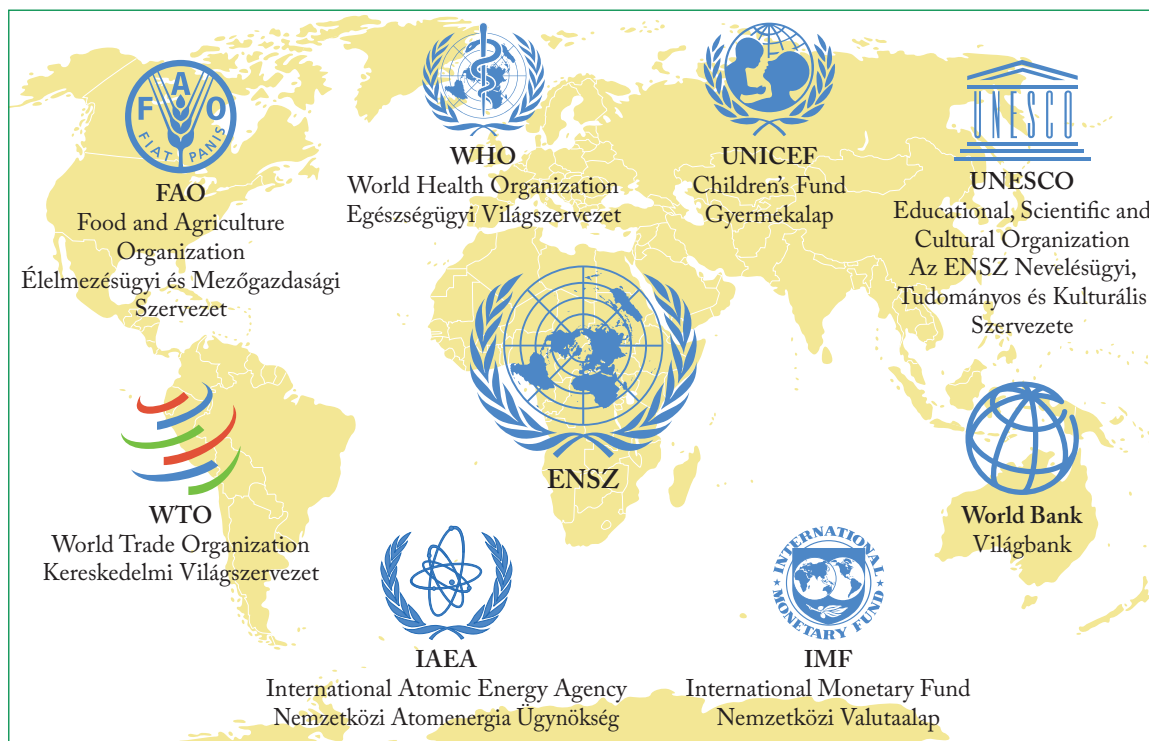 F A O
FIAT PANIS
FAO
Food and Agriculture
Organization
Élelmezésügyi és Mezőgazdasági
Szervezet
WHO
World Health Organization
Egészségügyi Világszervezet
UNICEF
Children's Fund
Gyermekalap
UNESCO
UNESCO
Educational, Scientific and
Cultural Organization
Az ENSZ Nevelésügyi,
Tudományos és Kulturális
Szervezete
ENSZ
WTO
World Trade Organization
Kereskedelmi Világszervezet
World Bank
Világbank
IAEA
International Atomic Energy Agency
Nemzetközi Atomenergia Ügynökség
INTERNATIONAL
MONETARY FUND
IMF
International Monetary Fund
Nemzetközi Valutaalap